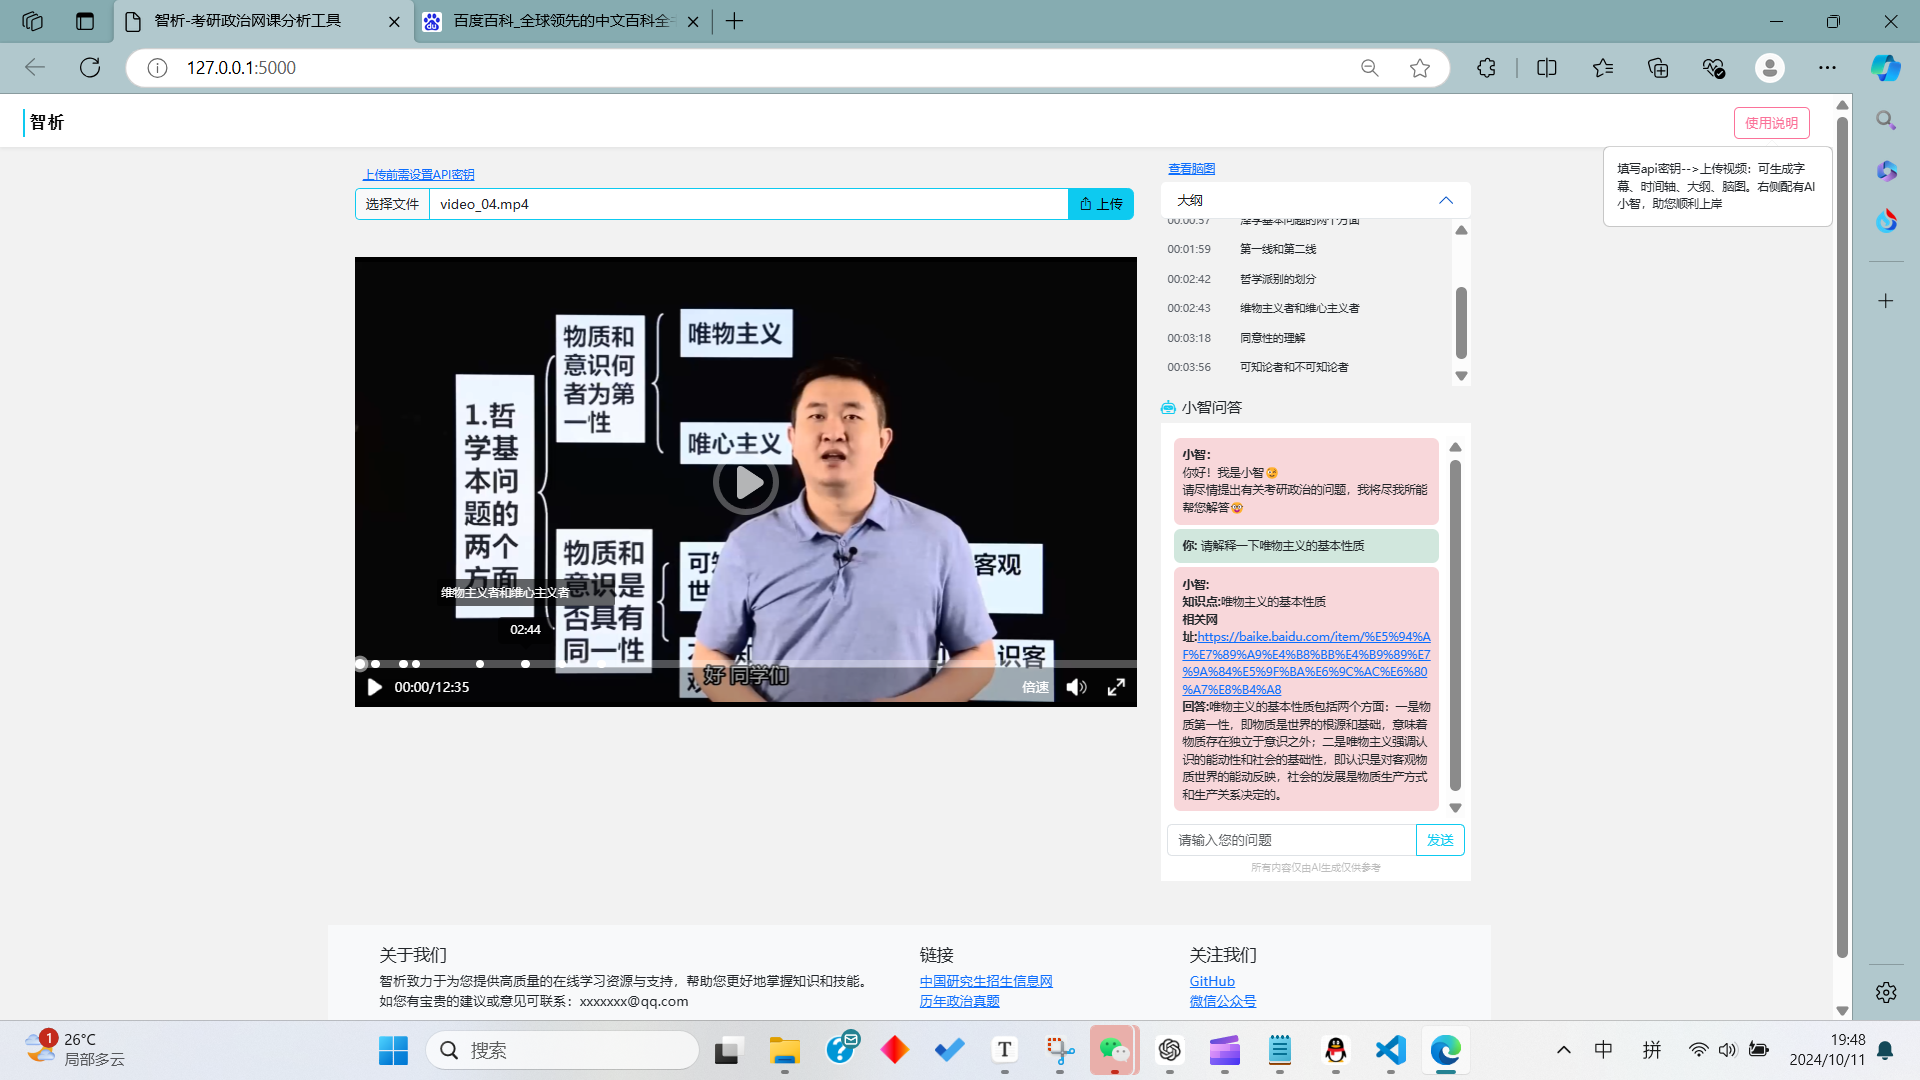 智析-考研政治网课分析工具
百度百科_全球领先的中文百科全
127.0.0.1:5000
智析
使用说明
填写api密钥-->上传视频：可生成字
幕、时间轴、大纲、脑图。右侧配有AI
小智，助您顺利上岸
上传前需设置API密钥
选择文件
video_04.mp4
上传
查看脑图
大纲
00:00:57 哲学基本问题的两个方面
00:01:59 第一线和第二线
00:02:42 哲学派别的划分
00:02:43 维物主义者和维心主义者
00:03:18 同意性的理解
00:03:56 可知论者和不可知论者
1.哲
学基
本问
题的
两个
方面
物质和
意识何
者为第
一性
唯物主义
唯心主义
物质和
意识是
否具有
同一性
客观
识客
维物主义者和维心主义者
02:44
好 同学们
00:00/12:35
倍速
小智问答
小智：
你好！我是小智
请尽情提出有关考研政治的问题，我将尽我所能
帮您解答
你: 请解释一下唯物主义的基本性质
小智:
知识点:唯物主义的基本性质
相关网
址:https://baike.baidu.com/item/%E5%94%A
F%E7%89%A9%E4%B8%BB%E4%B9%89%E7
%9A%84%E5%9F%BA%E6%9C%AC%E6%80
%A7%E8%B4%A8
回答:唯物主义的基本性质包括两个方面：一是物
质第一性，即物质是世界的根源和基础，意味着
物质存在独立于意识之外；二是唯物主义强调认
识的能动性和社会的基础性，即认识是对客观物
质世界的能动反映，社会的发展是物质生产方式
和生产关系决定的。
请输入您的问题
发送
所有内容仅由AI生成仅供参考
关于我们
智析致力于为您提供高质量的在线学习资源与支持，帮助您更好地掌握知识和技能。
如您有宝贵的建议或意见可联系：xxxxxxx@qq.com
链接
中国研究生招生信息网
历年政治真题
关注我们
GitHub
微信公众号
1
26°C
局部多云
搜索
中
拼
19:48
2024/10/11